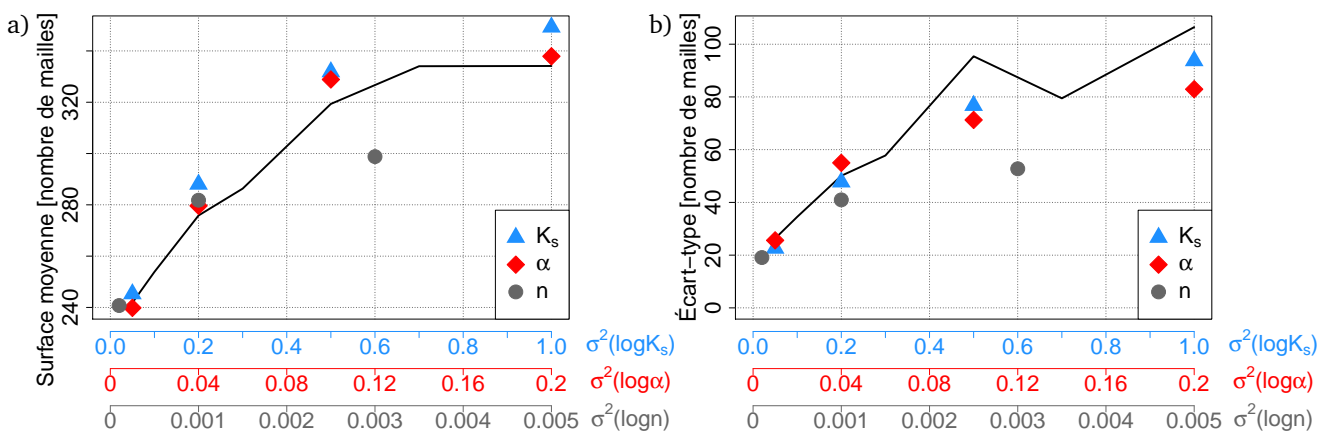 a)
Surface moyenne [nombre de mailles]
240 280 320
Ks
α
n
0.0 0.2 0.4 0.6 0.8 1.0 σ²(logKs)
0 0.04 0.08 0.12 0.16 0.2 σ²(logα)
0 0.001 0.002 0.003 0.004 0.005 σ²(logn)
b)
Écart−type [nombre de mailles]
0 20 40 60 80 100
Ks
α
n
0.0 0.2 0.4 0.6 0.8 1.0 σ²(logKs)
0 0.04 0.08 0.12 0.16 0.2 σ²(logα)
0 0.001 0.002 0.003 0.004 0.005 σ²(logn)